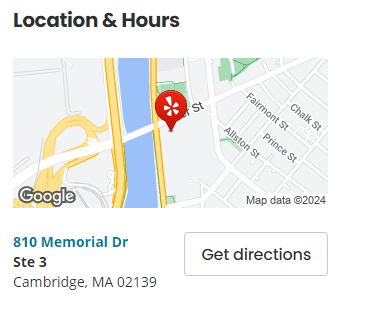 Location & Hours
er St
Fairmont St
Chalk St
Allston St
Prince St
Google
Map data ©2024
810 Memorial Dr
Ste 3
Cambridge, MA 02139
Get directions